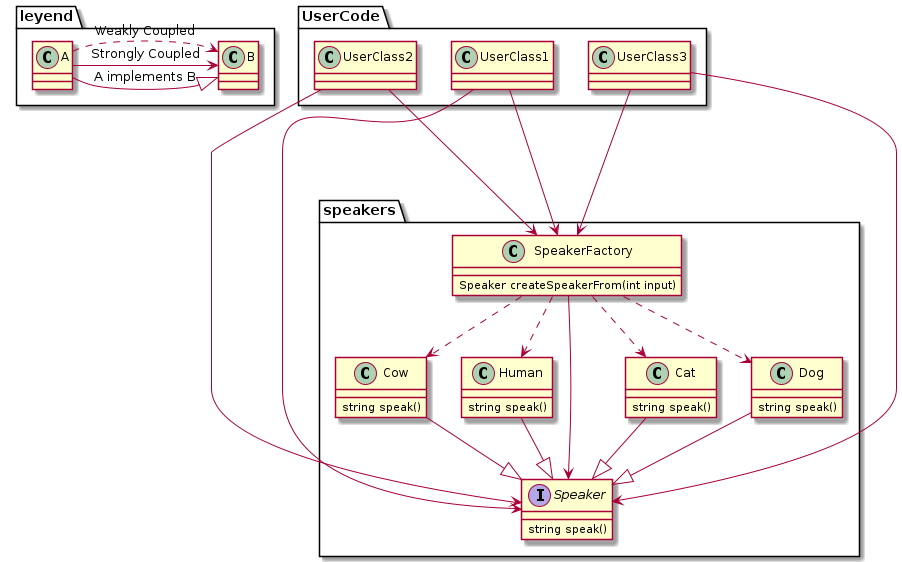 leyend
Weakly Coupled
Strongly Coupled
A implements B
C A
C B
UserCode
C UserClass2
C UserClass1
C UserClass3
speakers
C SpeakerFactory
Speaker createSpeakerFrom(int input)
C Cow
string speak()
C Human
string speak()
C Cat
string speak()
C Dog
string speak()
I Speaker
string speak()